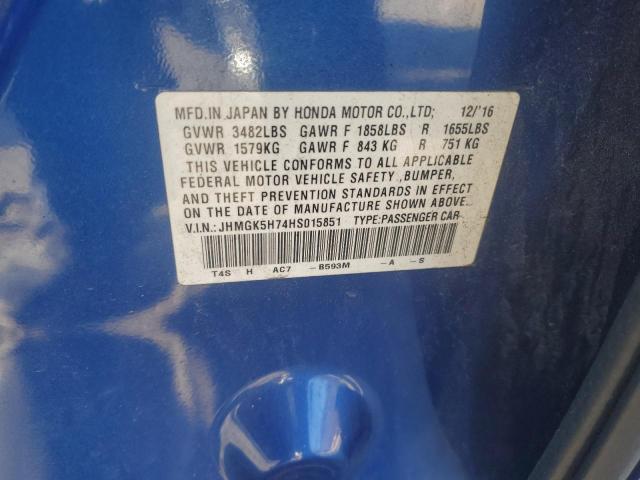 MFD.IN JAPAN BY HONDA MOTOR CO.,LTD; 12/'16
GVWR 3482LBS GAWR F 1858LBS R 1655LBS
GVWR 1579KG GAWR F 843 KG R 751 KG
THIS VEHICLE CONFORMS TO ALL APPLICABLE
FEDERAL MOTOR VEHICLE SAFETY ,BUMPER,
AND THEFT PREVENTION STANDARDS IN EFFECT
ON THE DATE OF MANUFACTURE SHOWN ABOVE.
V.I.N.: JHMGK5H74HS015851 TYPE:PASSENGER CAR
T4S H AC7 -B593M -A -S